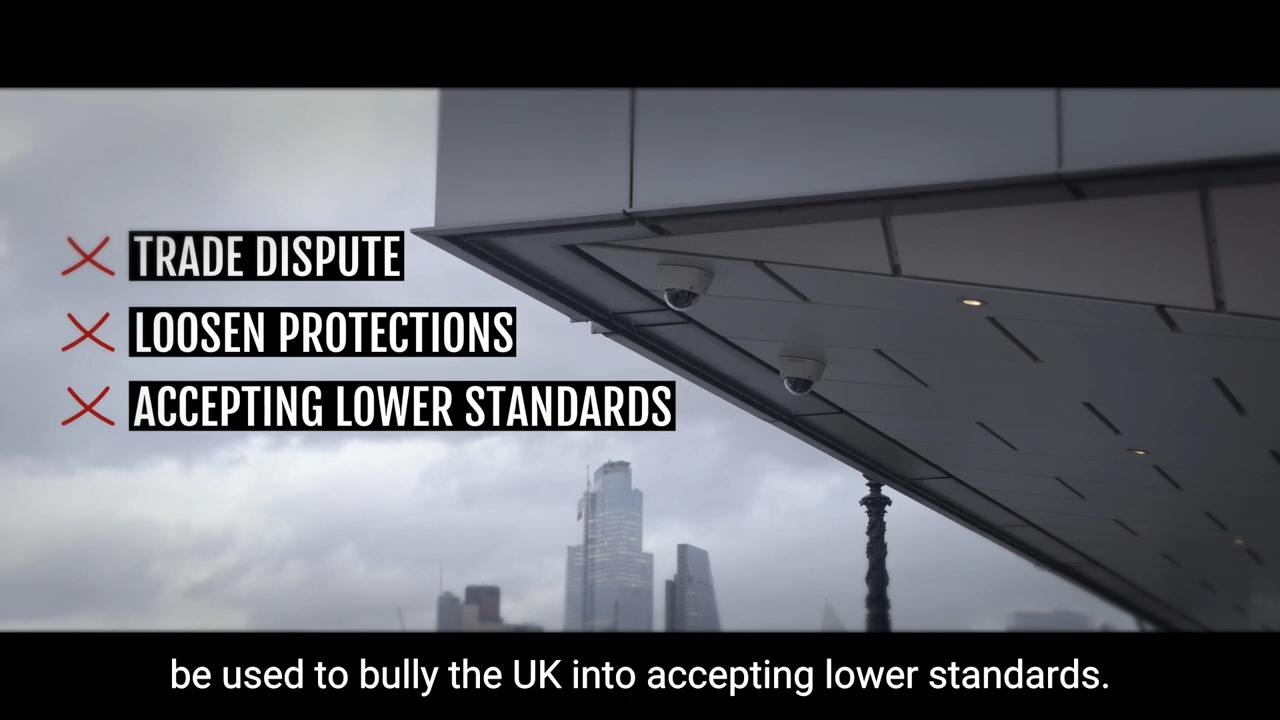 TRADE DISPUTE
LOOSEN PROTECTIONS
ACCEPTING LOWER STANDARDS
be used to bully the UK into accepting lower standards.